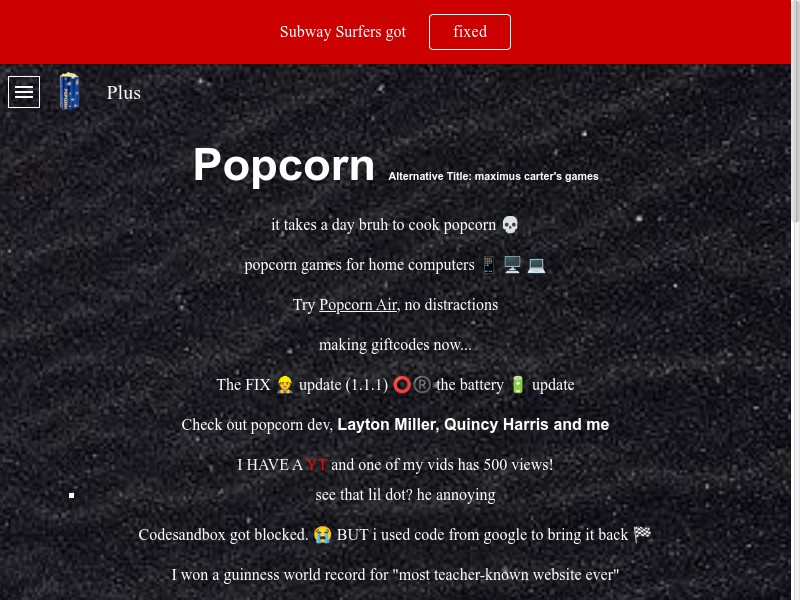 Subway Surfers got fixed
Plus
Popcorn Alternative Title: maximus carter's games
it takes a day bruh to cook popcorn 💀
popcorn games for home computers 📱 🖥️ 💻
Try Popcorn Air, no distractions
making giftcodes now...
The FIX 👷 update (1.1.1) ⭕®️ the battery 🔋 update
Check out popcorn dev, Layton Miller, Quincy Harris and me
I HAVE A YT and one of my vids has 500 views!
see that lil dot? he annoying
Codesandbox got blocked. 😭 BUT i used code from google to bring it back 🏁
I won a guinness world record for "most teacher-known website ever"